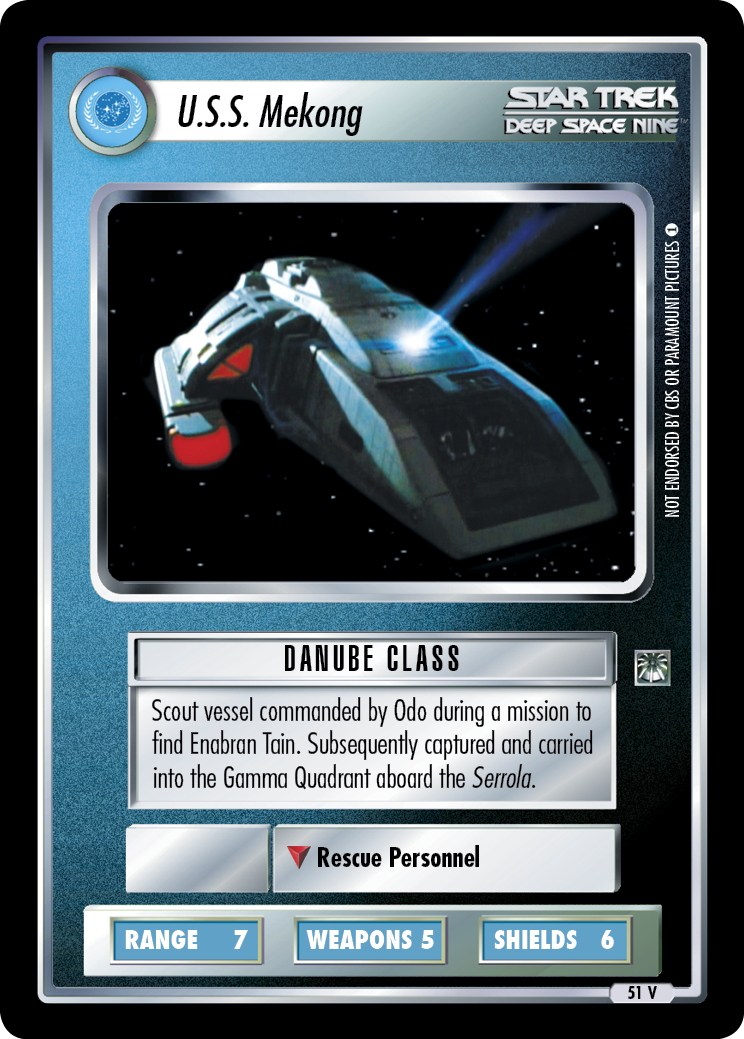 U.S.S. Mekong
STAR TREK
DEEP SPACE NINE™
NOT ENDORSED BY CBS OR PARAMOUNT PICTURES 1
DANUBE CLASS
Scout vessel commanded by Odo during a mission to
find Enabran Tain. Subsequently captured and carried
into the Gamma Quadrant aboard the Serrola.
Rescue Personnel
RANGE 7 WEAPONS 5 SHIELDS 6
51 V